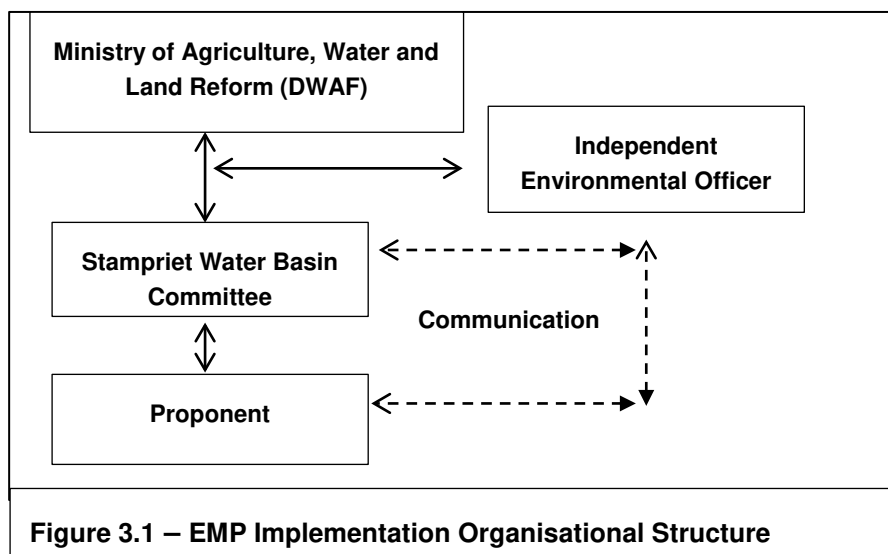 Ministry of Agriculture, Water and
Land Reform (DWAF)
Independent
Environmental Officer
Stampriet Water Basin
Committee
Communication
Proponent
Figure 3.1 – EMP Implementation Organisational Structure